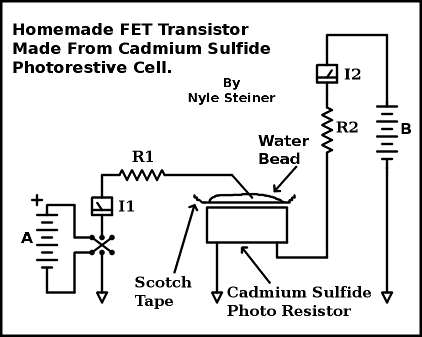 Homemade FET Transistor
Made From Cadmium Sulfide
Photorestive Cell.
By
Nyle Steiner
I2
R2
B
Water
Bead
R1
+
I1
A
Scotch
Tape
Cadmium Sulfide
Photo Resistor